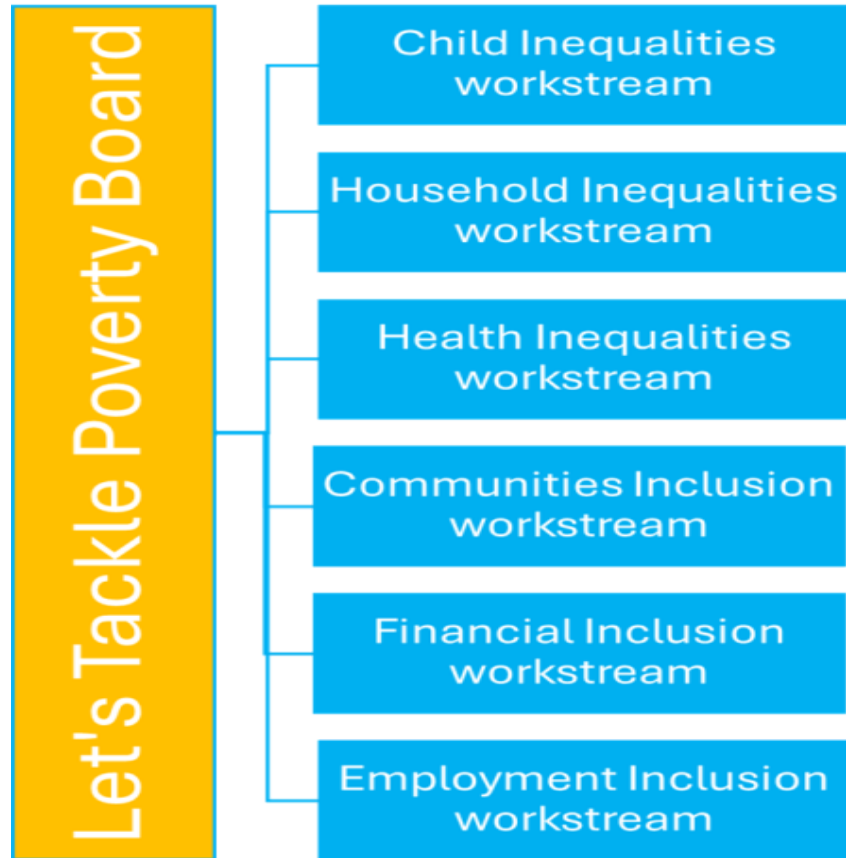 Let's Tackle Poverty Board
Child Inequalities
workstream
Household Inequalities
workstream
Health Inequalities
workstream
Communities Inclusion
workstream
Financial Inclusion
workstream
Employment Inclusion
workstream